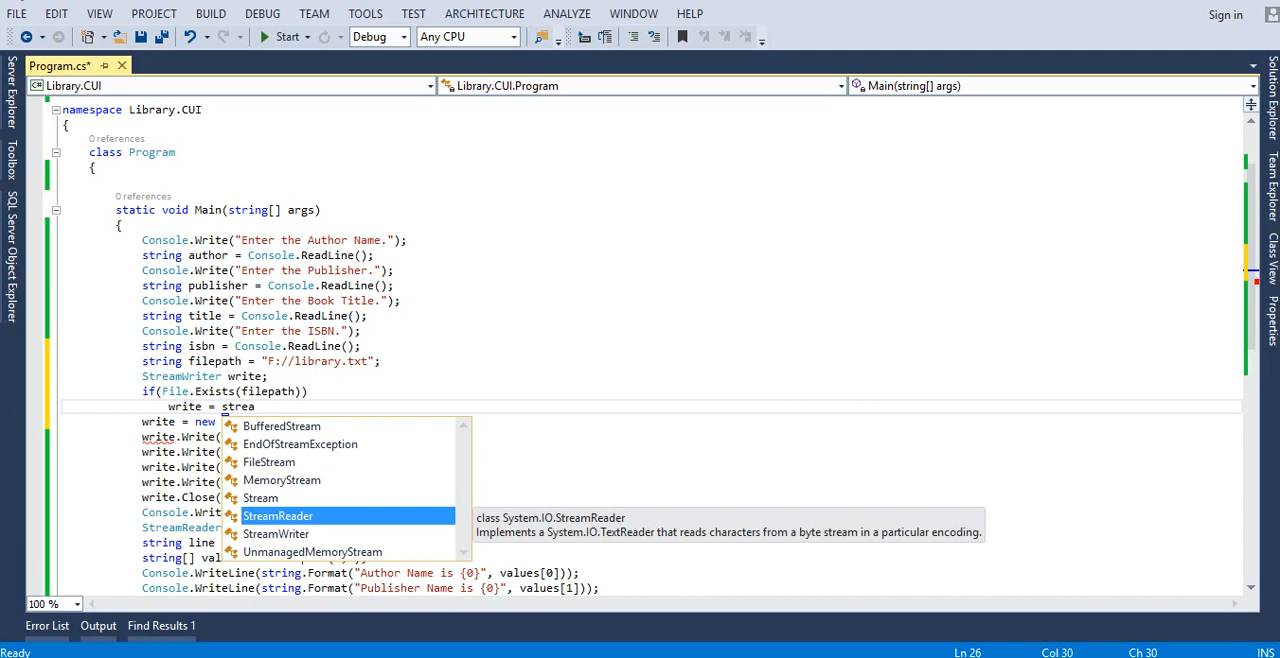 FILE EDIT VIEW PROJECT BUILD DEBUG TEAM TOOLS TEST ARCHITECTURE ANALYZE WINDOW HELP Sign in
Start Debug Any CPU
Program.cs*
Library.CUI Library.CUI.Program Main(string[] args)
Server Explorer
Toolbox
SQL Server Object Explorer
namespace Library.CUI
{
0 references
class Program
{
0 references
static void Main(string[] args)
{
Console.Write("Enter the Author Name.");
string author = Console.ReadLine();
Console.Write("Enter the Publisher.");
string publisher = Console.ReadLine();
Console.Write("Enter the Book Title.");
string title = Console.ReadLine();
Console.Write("Enter the ISBN.");
string isbn = Console.ReadLine();
string filepath = "F://library.txt";
StreamWriter write;
if(File.Exists(filepath))
write = strea
write = new
write.Write(
write.Write(
write.Write(
write.Write(
write.Close(
Console.Writ
StreamReader
string line
string[] val
BufferedStream
EndOfStreamException
FileStream
MemoryStream
Stream
StreamReader
StreamWriter
UnmanagedMemoryStream
class System.IO.StreamReader
Implements a System.IO.TextReader that reads characters from a byte stream in a particular encoding.
Console.WriteLine(string.Format("Author Name is {0}", values[0]));
Console.WriteLine(string.Format("Publisher Name is {0}", values[1]));
Solution Explorer
Team Explorer
Class View
Properties
100 %
Error List Output Find Results 1
Ready Ln 26 Col 30 Ch 30 INS